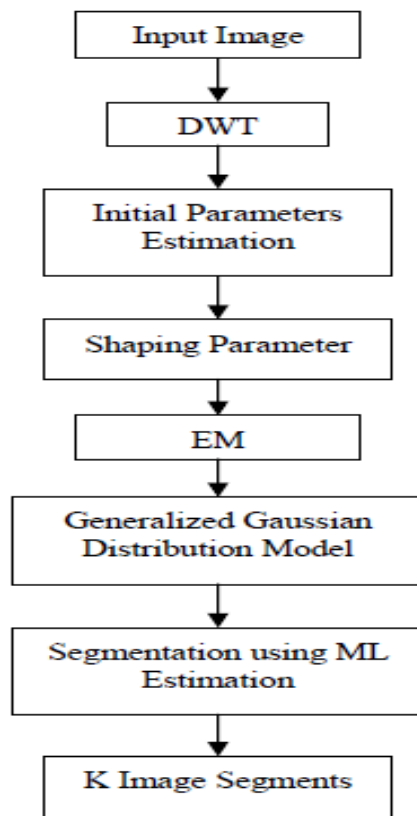 Input Image
DWT
Initial Parameters
Estimation
Shaping Parameter
EM
Generalized Gaussian
Distribution Model
Segmentation using ML
Estimation
K Image Segments